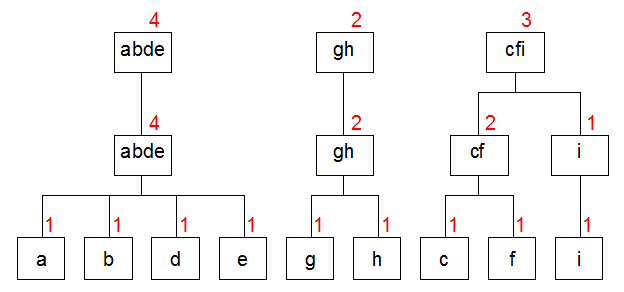 4 2 3
abde gh cfi
4 2 2 1
abde gh cf i
1 1 1 1 1 1 1 1 1
a b d e g h c f i